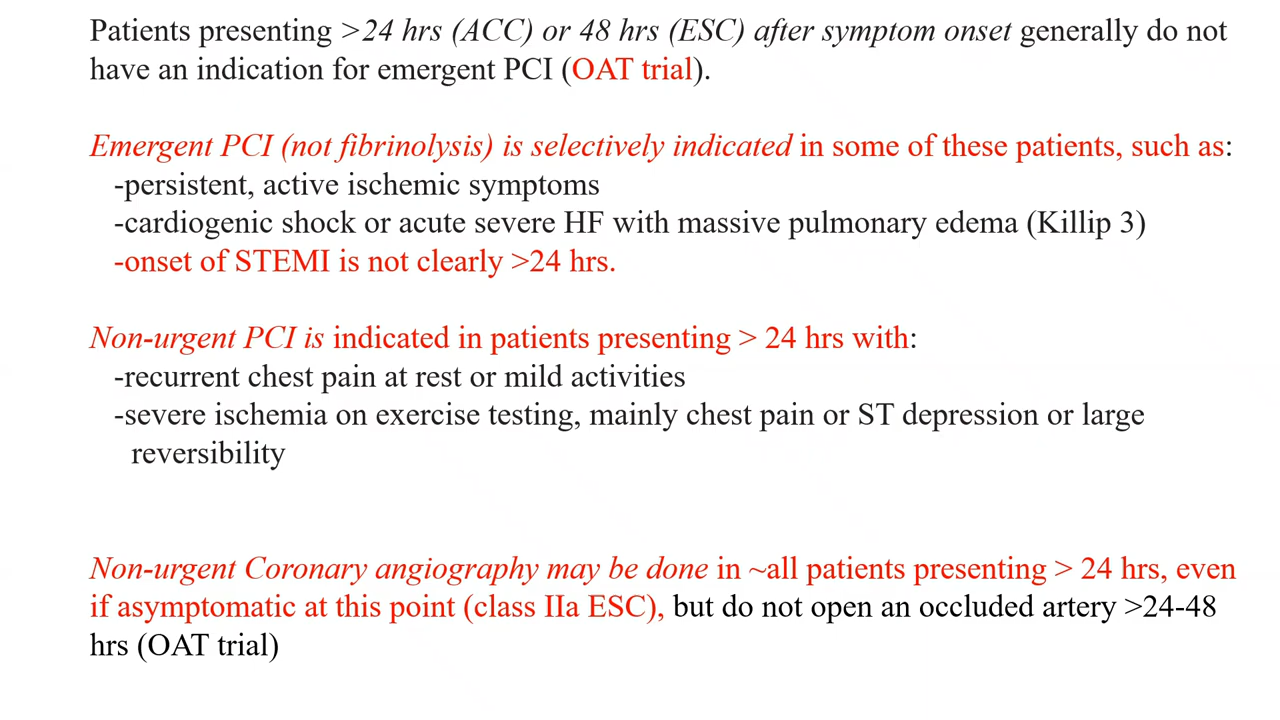 Patients presenting >24 hrs (ACC) or 48 hrs (ESC) after symptom onset generally do not
have an indication for emergent PCI (OAT trial).
Emergent PCI (not fibrinolysis) is selectively indicated in some of these patients, such as:
-persistent, active ischemic symptoms
-cardiogenic shock or acute severe HF with massive pulmonary edema (Killip 3)
-onset of STEMI is not clearly >24 hrs.
Non-urgent PCI is indicated in patients presenting > 24 hrs with:
-recurrent chest pain at rest or mild activities
-severe ischemia on exercise testing, mainly chest pain or ST depression or large
reversibility
Non-urgent Coronary angiography may be done in ~all patients presenting > 24 hrs, even
if asymptomatic at this point (class IIa ESC), but do not open an occluded artery >24-48
hrs (OAT trial)